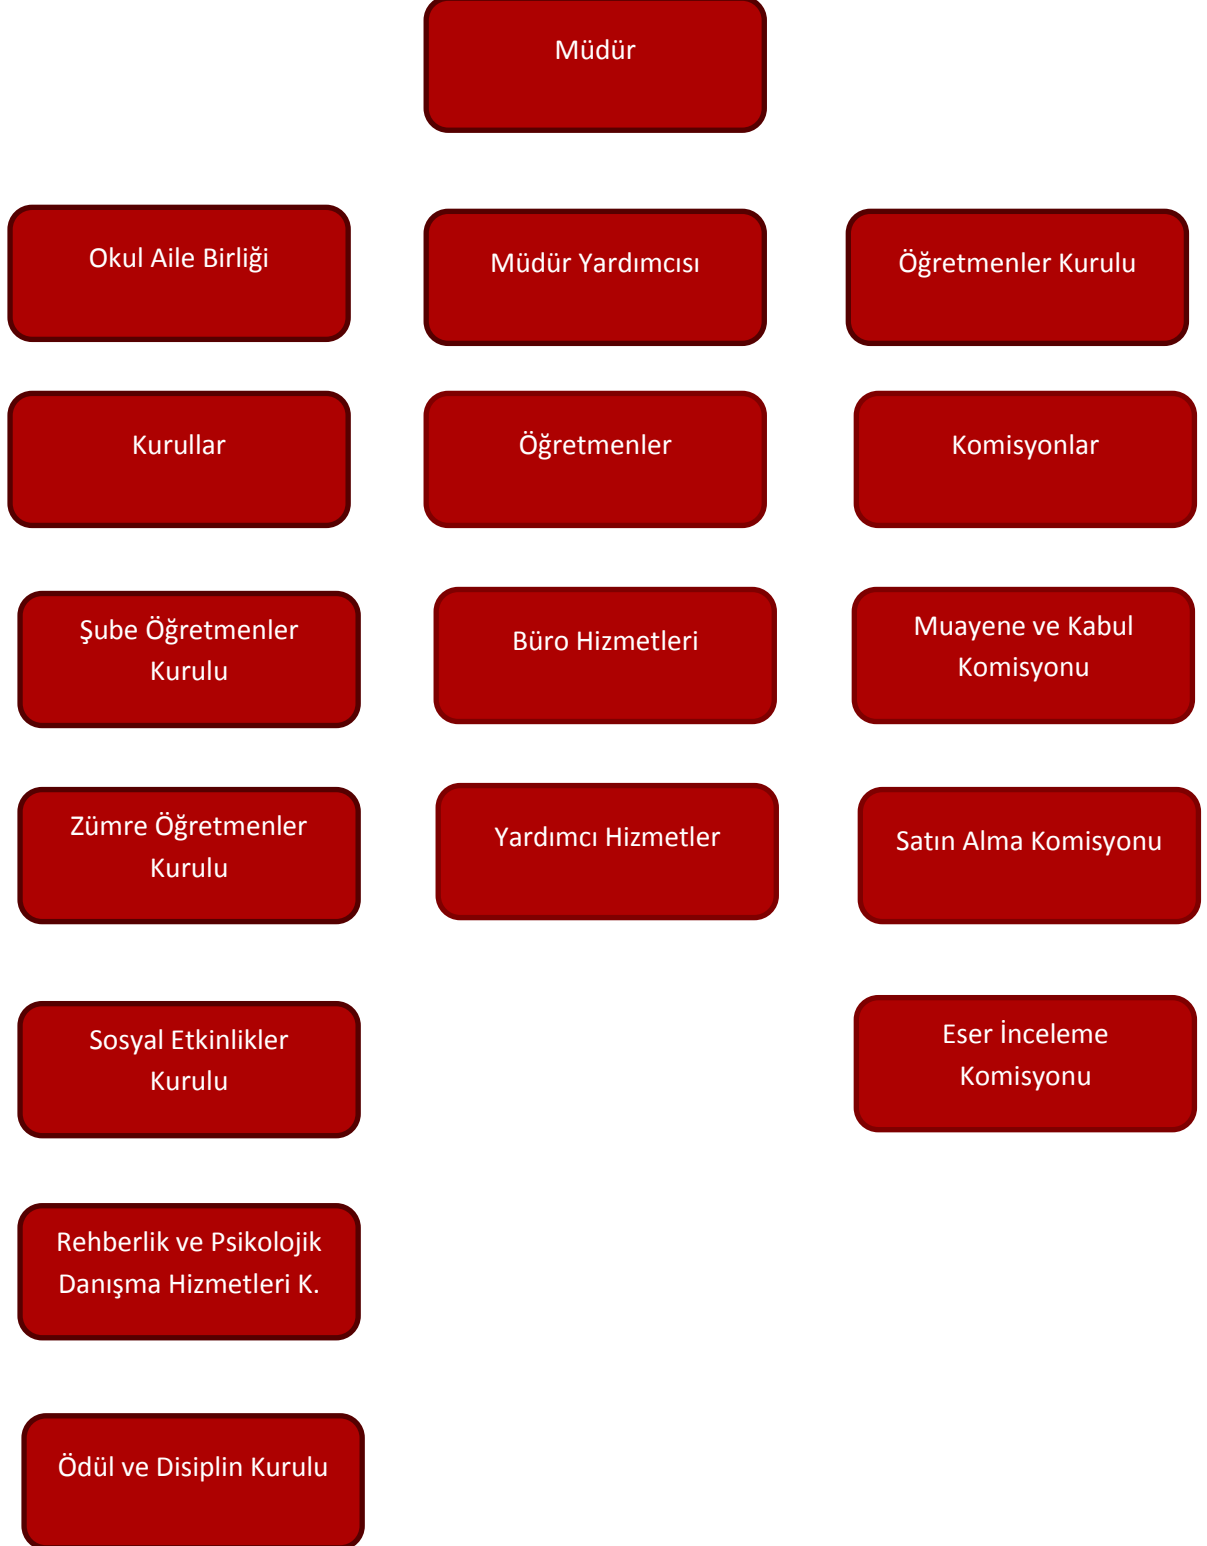 Müdür
Okul Aile Birliği
Müdür Yardımcısı
Öğretmenler Kurulu
Kurullar
Öğretmenler
Komisyonlar
Şube Öğretmenler
Kurulu
Büro Hizmetleri
Muayene ve Kabul
Komisyonu
Zümre Öğretmenler
Kurulu
Yardımcı Hizmetler
Satın Alma Komisyonu
Sosyal Etkinlikler
Kurulu
Eser İnceleme
Komisyonu
Rehberlik ve Psikolojik
Danışma Hizmetleri K.
Ödül ve Disiplin Kurulu